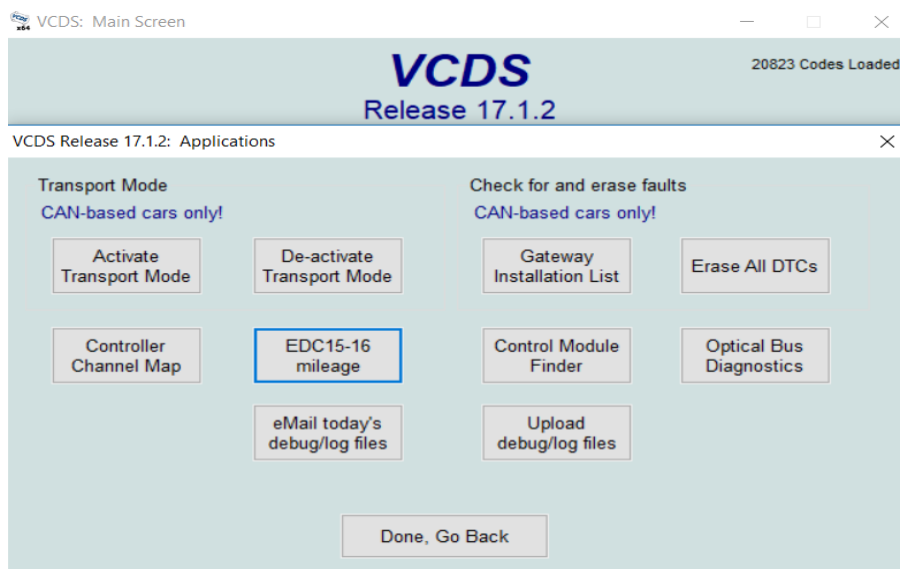 VCDS x64 VCDS: Main Screen
VCDS
20823 Codes Loaded
Release 17.1.2
VCDS Release 17.1.2: Applications
Transport Mode
Check for and erase faults
CAN-based cars only!
CAN-based cars only!
Activate
Transport Mode
De-activate
Transport Mode
Gateway
Installation List
Erase All DTCs
Controller
Channel Map
EDC15-16
mileage
Control Module
Finder
Optical Bus
Diagnostics
eMail today's
debug/log files
Upload
debug/log files
Done, Go Back